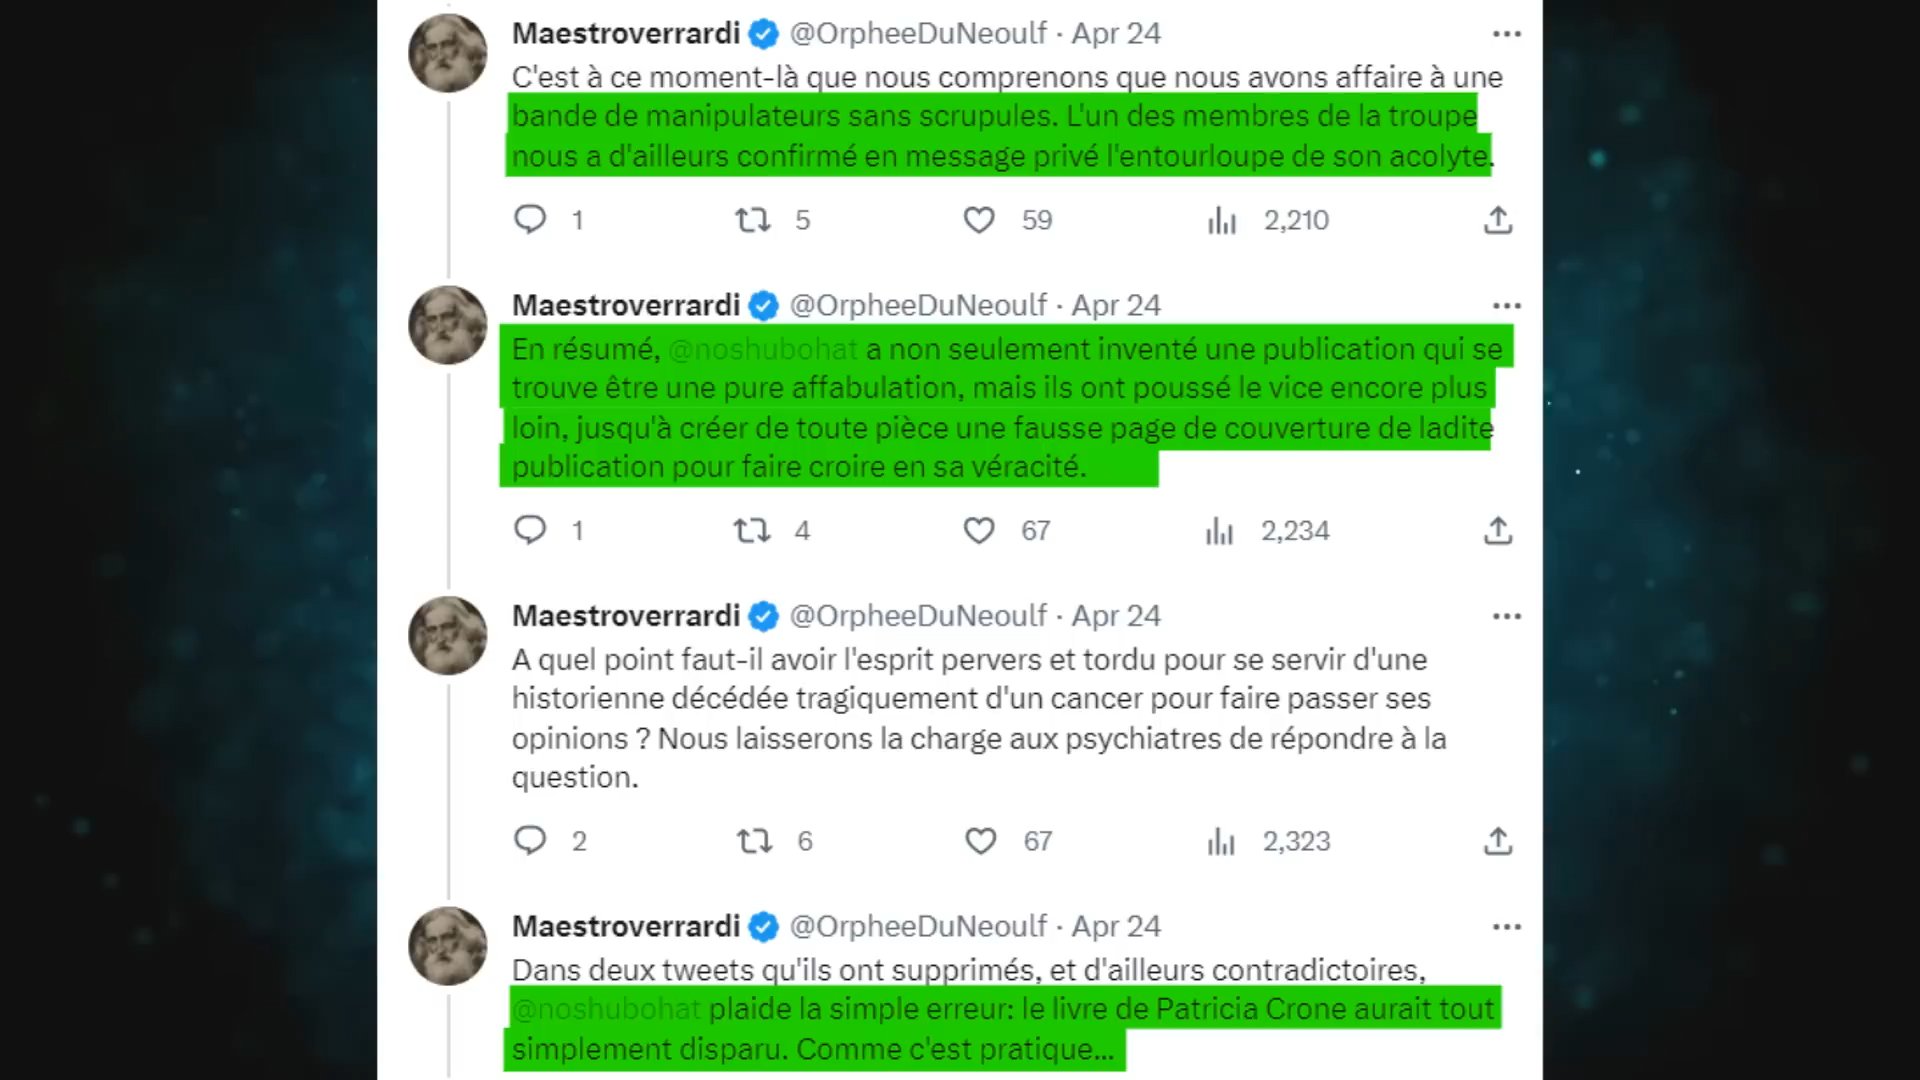 Maestroverrardi @OrpheeDuNeoulf · Apr 24
C'est à ce moment-là que nous comprenons que nous avons affaire à une
bande de manipulateurs sans scrupules. L'un des membres de la troupe
nous a d'ailleurs confirmé en message privé l'entourloupe de son acolyte.
1 5 59 2,210
Maestroverrardi @OrpheeDuNeoulf · Apr 24
En résumé, @noshubohat a non seulement inventé une publication qui se
trouve être une pure affabulation, mais ils ont poussé le vice encore plus
loin, jusqu'à créer de toute pièce une fausse page de couverture de ladite
publication pour faire croire en sa véracité.
1 4 67 2,234
Maestroverrardi @OrpheeDuNeoulf · Apr 24
A quel point faut-il avoir l'esprit pervers et tordu pour se servir d'une
historienne décédée tragiquement d'un cancer pour faire passer ses
opinions ? Nous laisserons la charge aux psychiatres de répondre à la
question.
2 6 67 2,323
Maestroverrardi @OrpheeDuNeoulf · Apr 24
Dans deux tweets qu'ils ont supprimés, et d'ailleurs contradictoires,
@noshubohat plaide la simple erreur: le livre de Patricia Crone aurait tout
simplement disparu. Comme c'est pratique...